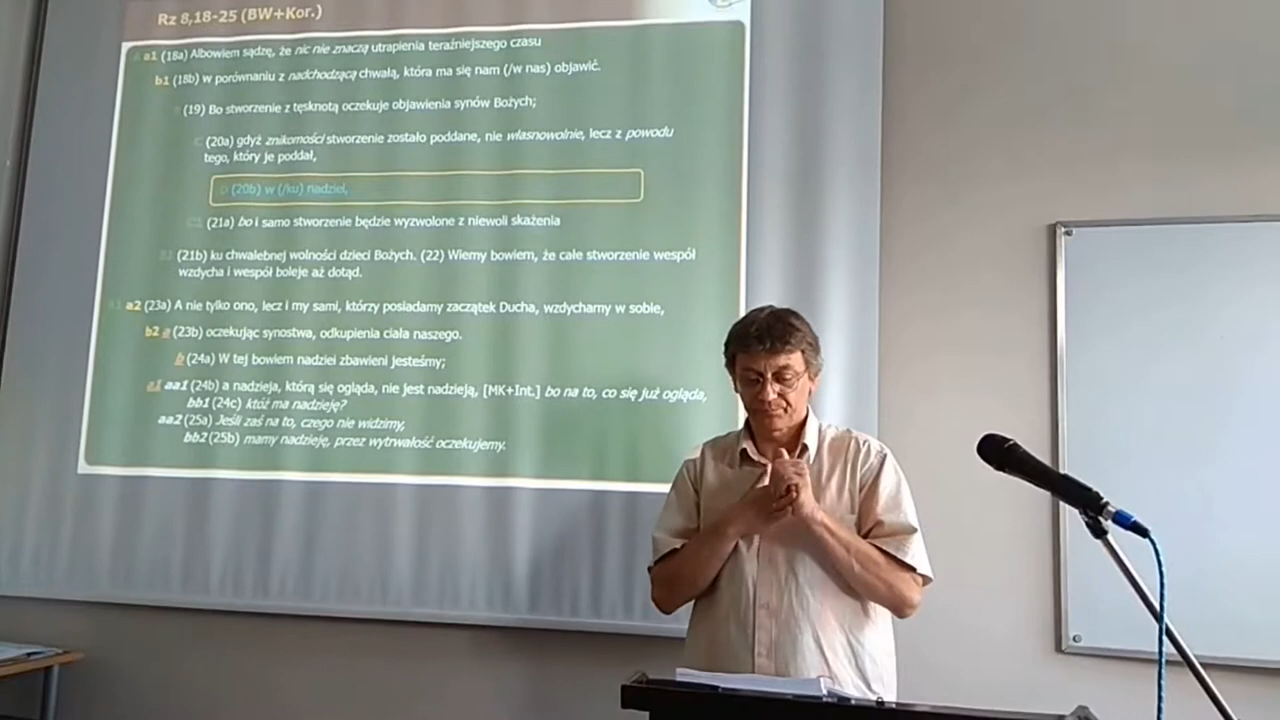 Rz 8,18-25 (BW+Kor.)
a1 (18a) Albowiem sądzę, że nic nie znaczą utrapienia teraźniejszego czasu
b1 (18b) w porównaniu z nadchodzącą chwałą, która ma się nam (/w nas) objawić.
(19) Bo stworzenie z tęsknotą oczekuje objawienia synów Bożych;
(20a) gdyż znikomości stworzenie zostało poddane, nie własnowolnie, lecz z powodu
tego, który je poddał,
(20b) w (/ku) nadziei,
(21a) bo i samo stworzenie będzie wyzwolone z niewoli skażenia
(21b) ku chwalebnej wolności dzieci Bożych. (22) Wiemy bowiem, że całe stworzenie wespół
wzdycha i wespół boleje aż dotąd.
a2 (23a) A nie tylko ono, lecz i my sami, którzy posiadamy zaczątek Ducha, wzdychamy w sobie,
b2 a (23b) oczekując synostwa, odkupienia ciała naszego.
b (24a) W tej bowiem nadziei zbawieni jesteśmy;
a1 aa1 (24b) a nadzieja, którą się ogląda, nie jest nadzieją, [MK+Int.] bo na to, co się już ogląda,
bb1 (24c) któż ma nadzieję?
aa2 (25a) Jeśli zaś na to, czego nie widzimy,
bb2 (25b) mamy nadzieję, przez wytrwałość oczekujemy.